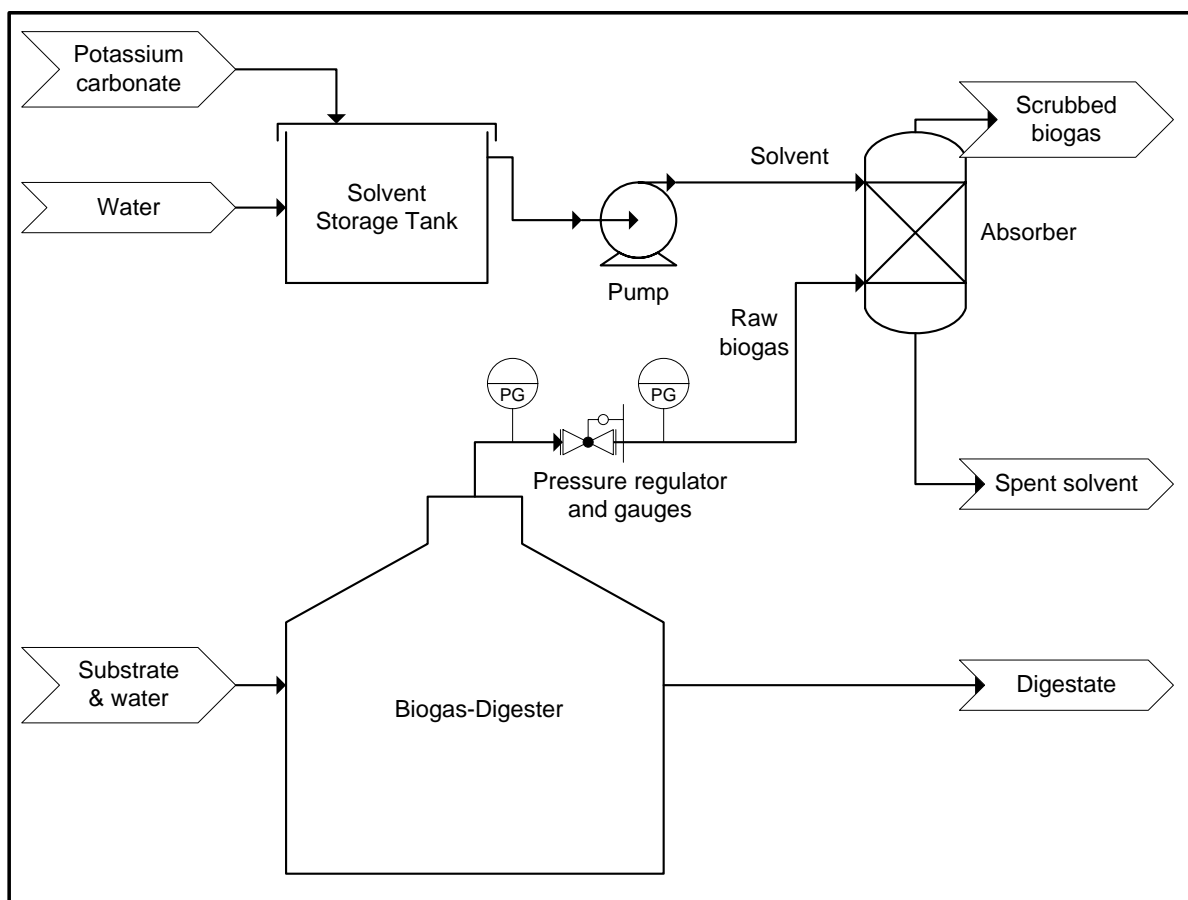 Potassium
carbonate
Scrubbed
biogas
Solvent
Solvent
Storage Tank
Water
Absorber
Pump
Raw
biogas
PG
PG
Pressure regulator
and gauges
Spent solvent
Substrate
& water
Digestate
Biogas-Digester